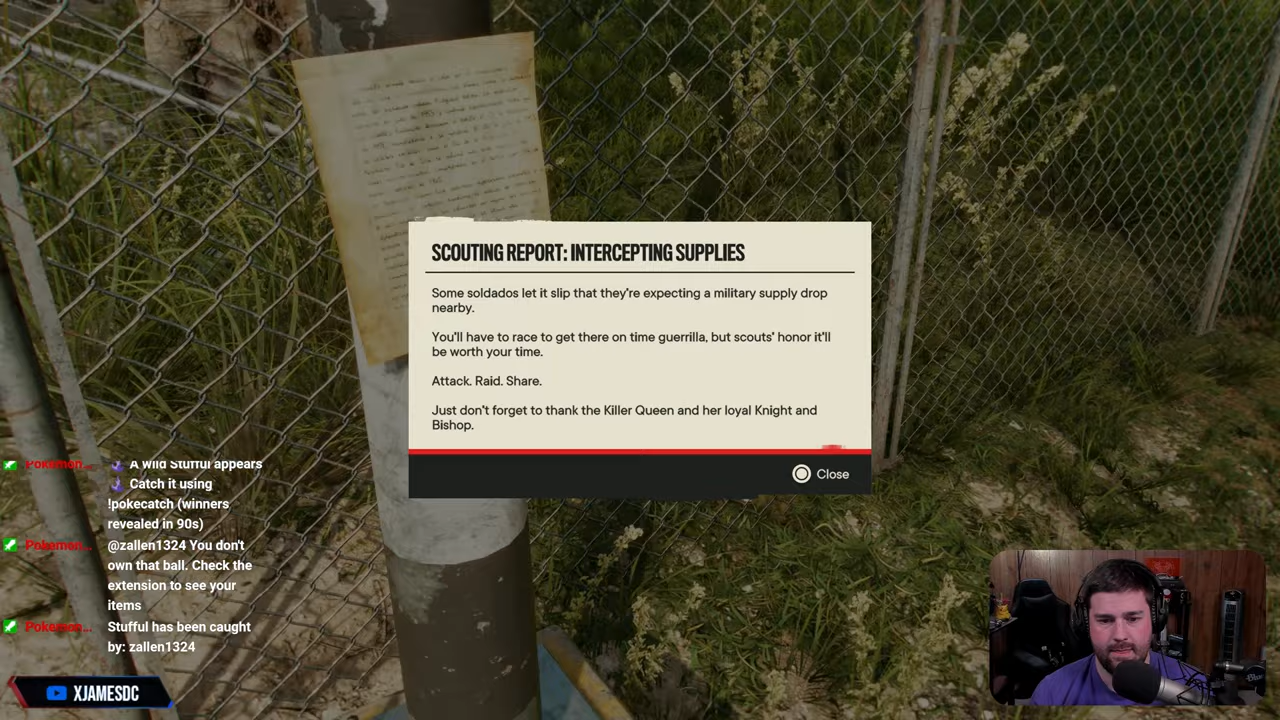 SCOUTING REPORT: INTERCEPTING SUPPLIES
Some soldados let it slip that they're expecting a military supply drop
nearby.
You'll have to race to get there on time guerrilla, but scouts' honor it'll
be worth your time.
Attack. Raid. Share.
Just don't forget to thank the Killer Queen and her loyal Knight and
Bishop.
Close
Pokemon... A wild Stufful appears
Catch it using
!pokecatch (winners
revealed in 90s)
Pokemon... @zallen1324 You don't
own that ball. Check the
extension to see your
items
Pokemon... Stufful has been caught
by: zallen1324
XJAMESDC